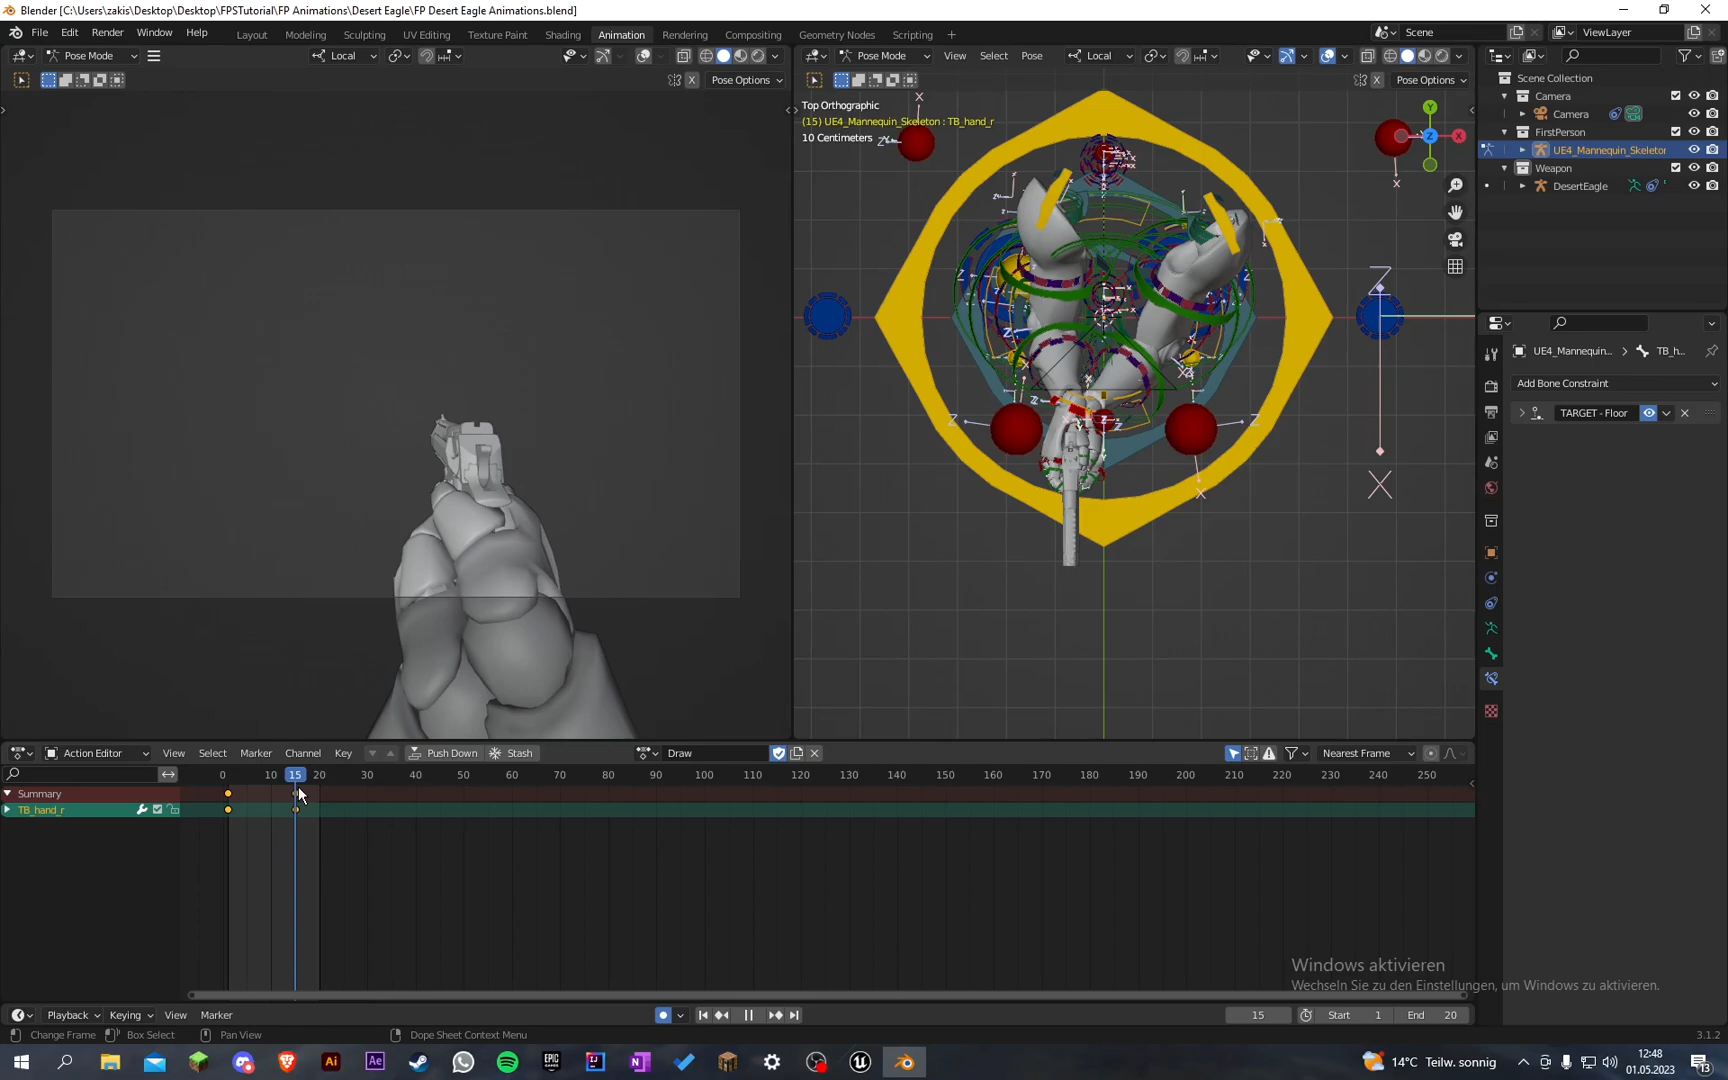 Blender [C:\Users\zakis\Desktop\Desktop\FPSTutorial\FP Animations\Desert Eagle\FP Desert Eagle Animations.blend]
File Edit Render Window Help Layout Modeling Sculpting UV Editing Texture Paint Shading Animation Rendering Compositing Geometry Nodes Scripting + Scene ViewLayer
Pose Mode Local Pose Mode View Select Pose Local
Pose Options Pose Options
Scene Collection
Camera
Camera
FirstPerson
UE4_Mannequin_Skeleton
Weapon
DesertEagle
Top Orthographic
(15) UE4_Mannequin_Skeleton : TB_hand_r
10 Centimeters
UE4_Mannequin... TB_h...
Add Bone Constraint
TARGET - Floor
Action Editor View Select Marker Channel Key Push Down Stash Draw Nearest Frame
0 10 15 20 30 40 50 60 70 80 90 100 110 120 130 140 150 160 170 180 190 200 210 220 230 240 250
Summary
TB_hand_r
Windows aktivieren
Wechseln Sie zu den Einstellungen, um Windows zu aktivieren.
Playback Keying View Marker 15 Start 1 End 20
Change Frame Box Select Pan View Dope Sheet Context Menu 3.1.2
14°C Teilw. sonnig 12:48
01.05.2023 13